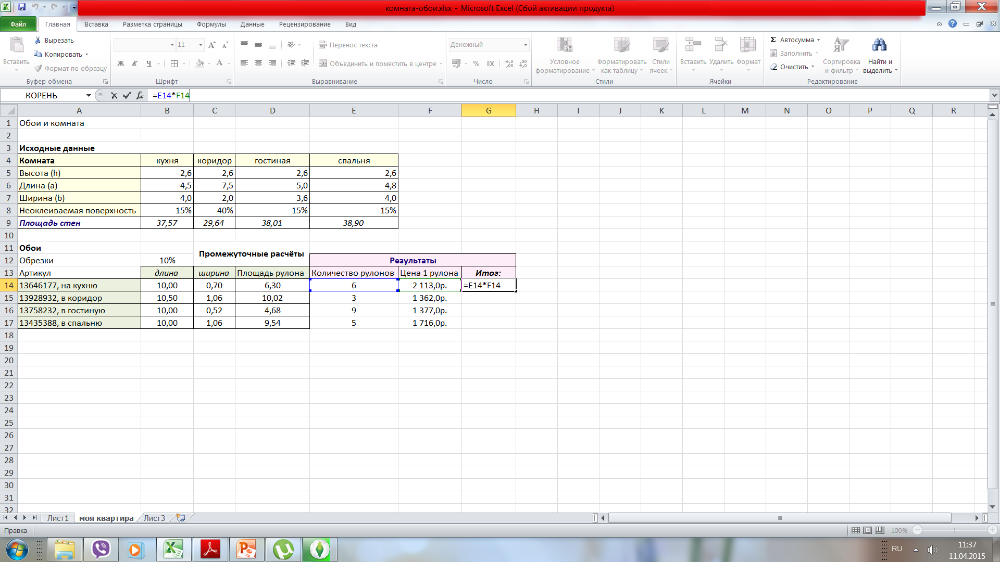 комната-обои.xlsx - Microsoft Excel (Сбой активации продукта)
Файл Главная Вставка Разметка страницы Формулы Данные Рецензирование Вид
Вставить
Вырезать
Копировать
Формат по образцу
Буфер обмена
11
Ж К Ч
Шрифт
Перенос текста
Объединить и поместить в центре
Выравнивание
Денежный
% 000
Число
Условное форматирование
Форматировать как таблицу
Стили ячеек
Стили
Вставить Удалить Формат
Ячейки
Σ Автосумма
Заполнить
Очистить
Сортировка и фильтр
Найти и выделить
Редактирование
КОРЕНЬ fx =E14*F14
A B C D E F G H I J K L M N O P Q R
1 Обои и комната
2
3 Исходные данные
4 Комната кухня коридор гостиная спальня
5 Высота (h) 2,6 2,6 2,6 2,6
6 Длина (a) 4,5 7,5 5,0 4,8
7 Ширина (b) 4,0 2,0 3,6 4,0
8 Неоклеиваемая поверхность 15% 40% 15% 15%
9 Площадь стен 37,57 29,64 38,01 38,90
10
11 Обои
Промежуточные расчёты
12 Обрезки 10% Результаты
13 Артикул длина ширина Площадь рулона Количество рулонов Цена 1 рулона Итог:
14 13646177, на кухню 10,00 0,70 6,30 6 2 113,0р. =E14*F14
15 13928932, в коридор 10,50 1,06 10,02 3 1 362,0р.
16 13758232, в гостиную 10,00 0,52 4,68 9 1 377,0р.
17 13435388, в спальню 10,00 1,06 9,54 5 1 716,0р.
18
19
20
21
22
23
24
25
26
27
28
29
30
31
32
Лист1 моя квартира Лист3
Правка 100%
RU 11:37
11.04.2015